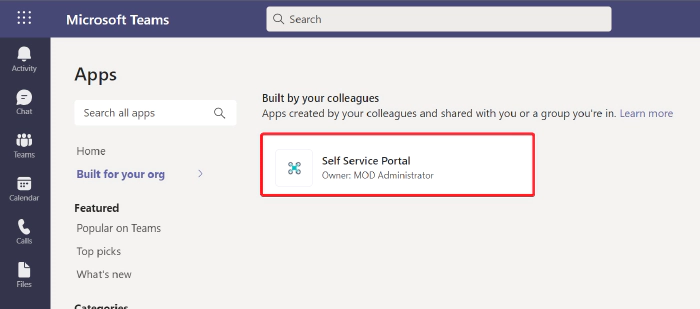 Microsoft Teams
Search
Activity
Chat
Teams
Calendar
Calls
Files
Apps
Search all apps
Home
Built for your org
Featured
Popular on Teams
Top picks
What's new
Categories
Built by your colleagues
Apps created by your colleagues and shared with you or a group you're in. Learn more
Self Service Portal
Owner: MOD Administrator